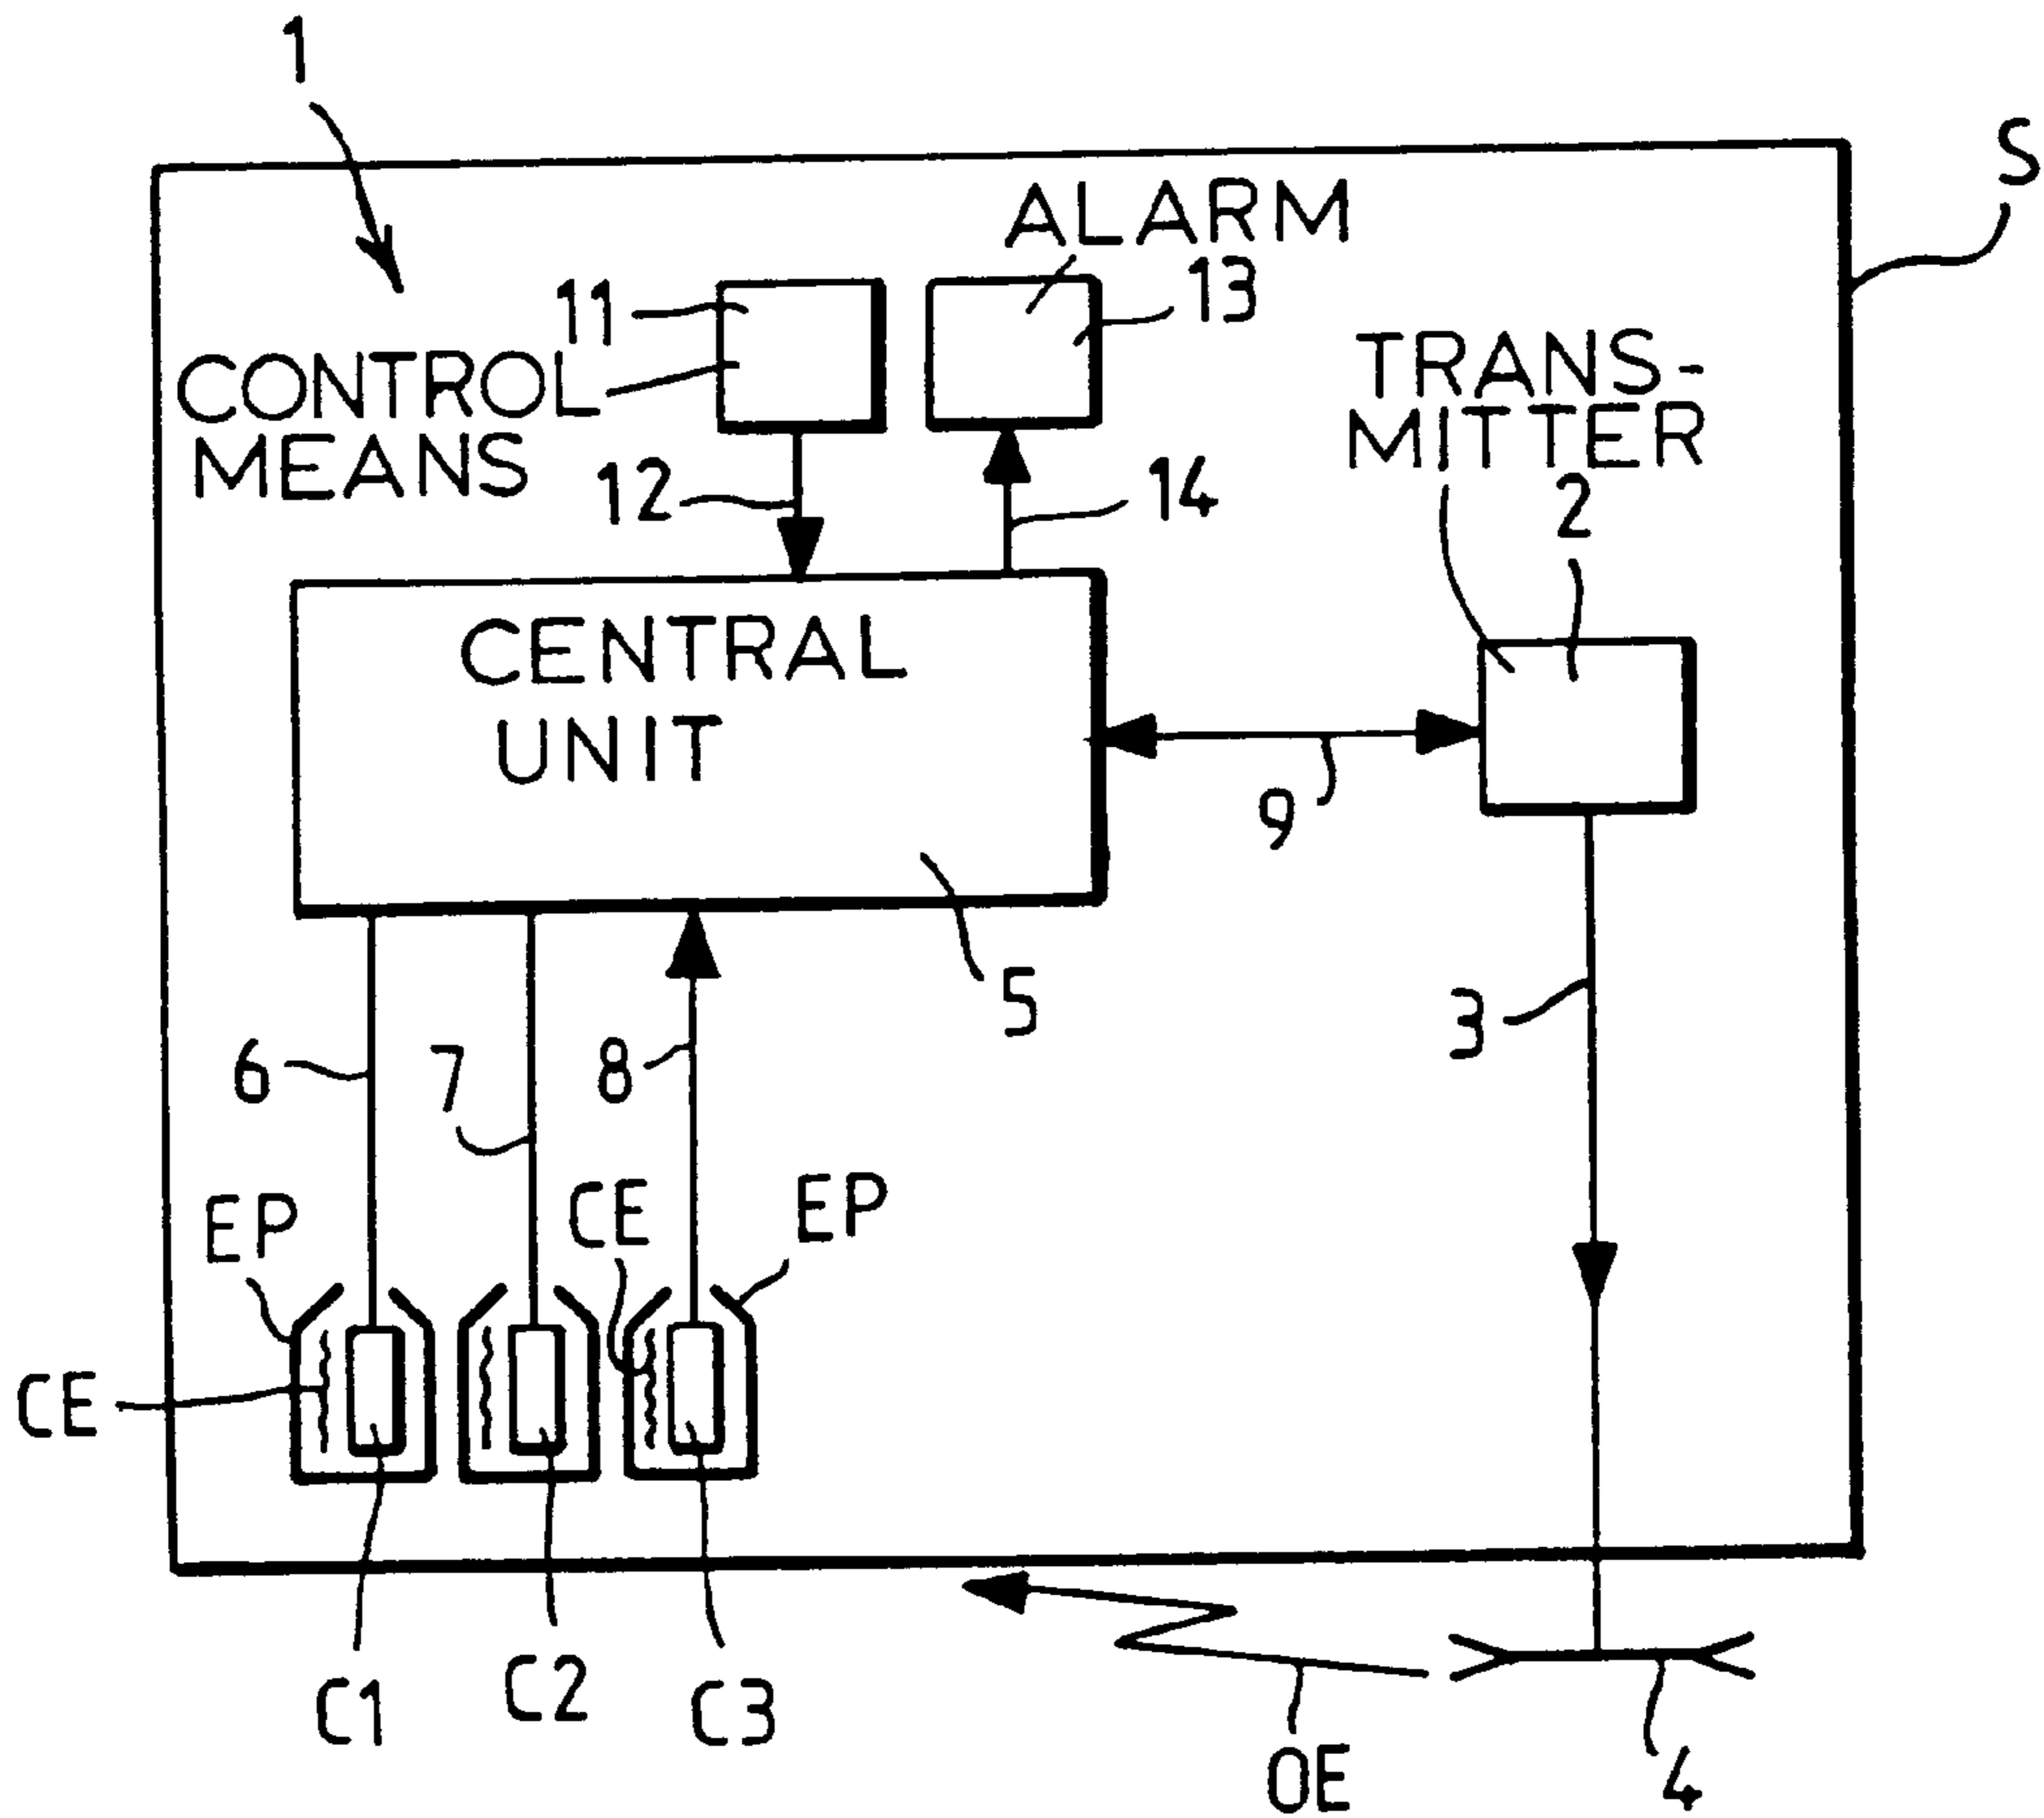 1
S
ALARM
11
13
CONTROL
MEANS
TRANS-
MITTER
12
14
2
CENTRAL
UNIT
9
5
3
6
7
8
EP
CE
EP
CE
C1
C2
C3
OE
4